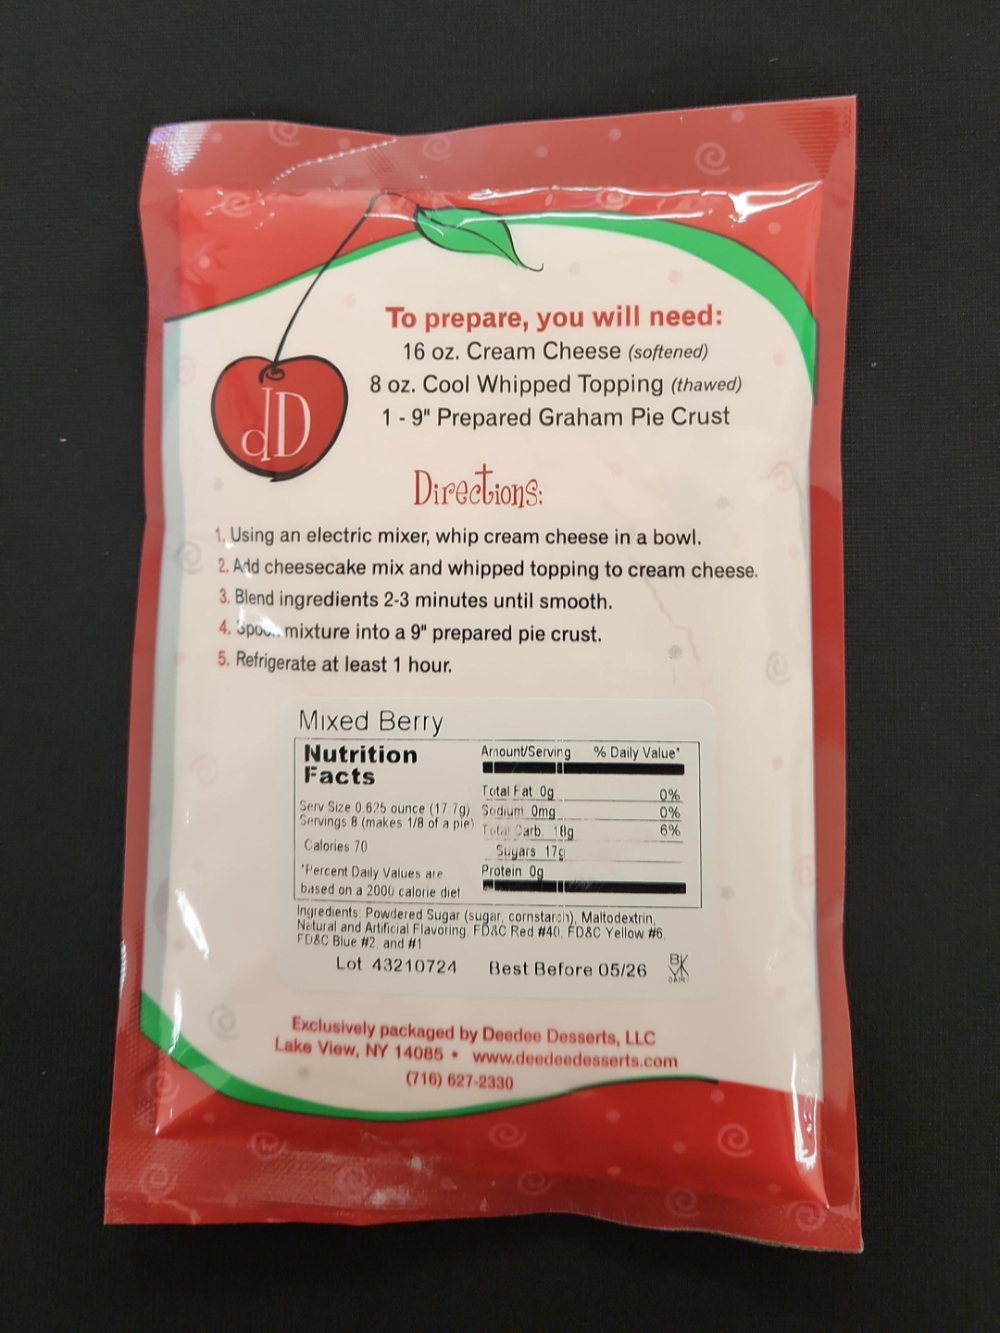 To prepare, you will need:
16 oz. Cream Cheese (softened)
8 oz. Cool Whipped Topping (thawed)
1 - 9" Prepared Graham Pie Crust
dD
Directions:
1. Using an electric mixer, whip cream cheese in a bowl.
2. Add cheesecake mix and whipped topping to cream cheese.
3. Blend ingredients 2-3 minutes until smooth.
4. Spoon mixture into a 9" prepared pie crust.
5. Refrigerate at least 1 hour.
Mixed Berry
Nutrition
Facts
Serv Size 0.625 ounce (17.7g)
Servings 8 (makes 1/8 of a pie)
Calories 70
*Percent Daily Values are
based on a 2000 calorie diet
Amount/Serving % Daily Value*
Total Fat 0g 0%
Sodium 0mg 0%
Total Carb. 18g 6%
Sugars 17g
Protein 0g
Ingredients: Powdered Sugar (sugar, cornstarch), Maltodextrin,
Natural and Artificial Flavoring, FD&C Red #40, FD&C Yellow #6,
FD&C Blue #2, and #1
Lot 43210724 Best Before 05/26
BVK
DAIRY
Exclusively packaged by Deedee Desserts, LLC
Lake View, NY 14085 • www.deedeedesserts.com
(716) 627-2330